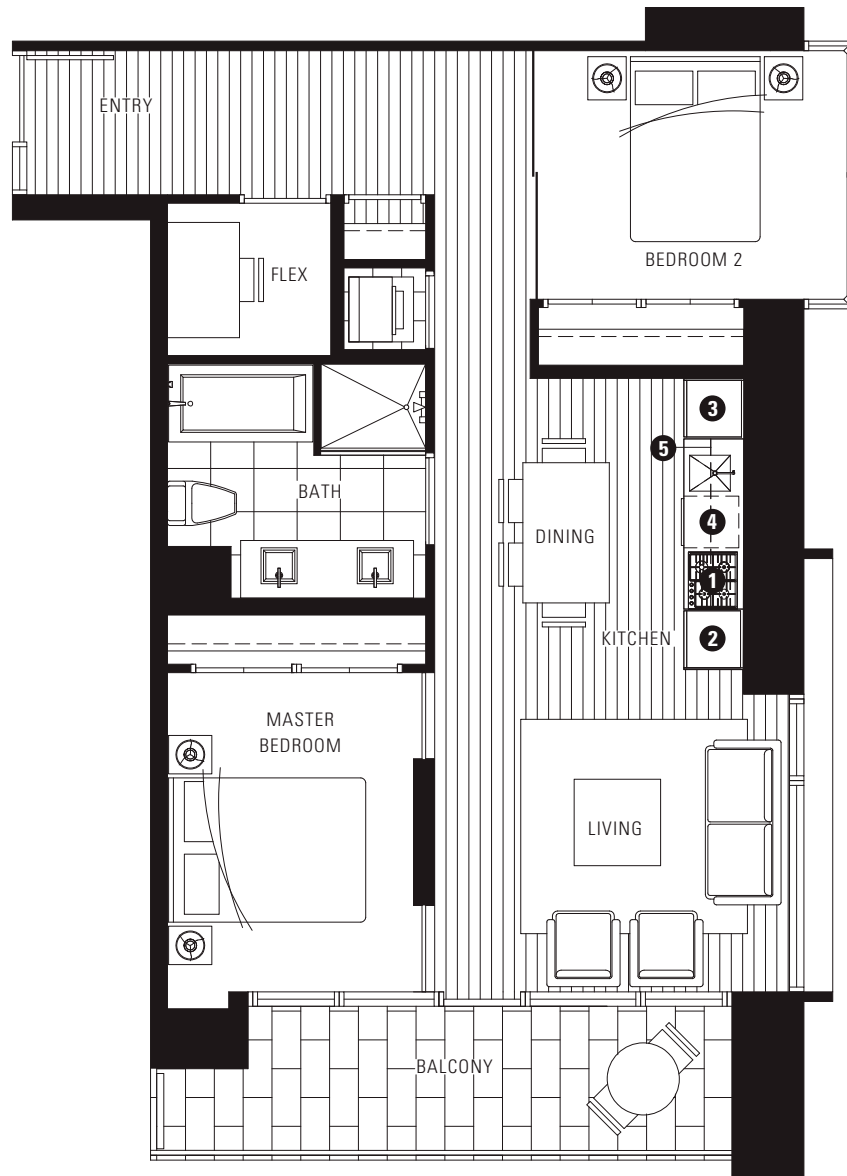 ENTRY
BEDROOM 2
FLEX
3
5
BATH
DINING
4
1
KITCHEN
2
MASTER
BEDROOM
LIVING
BALCONY